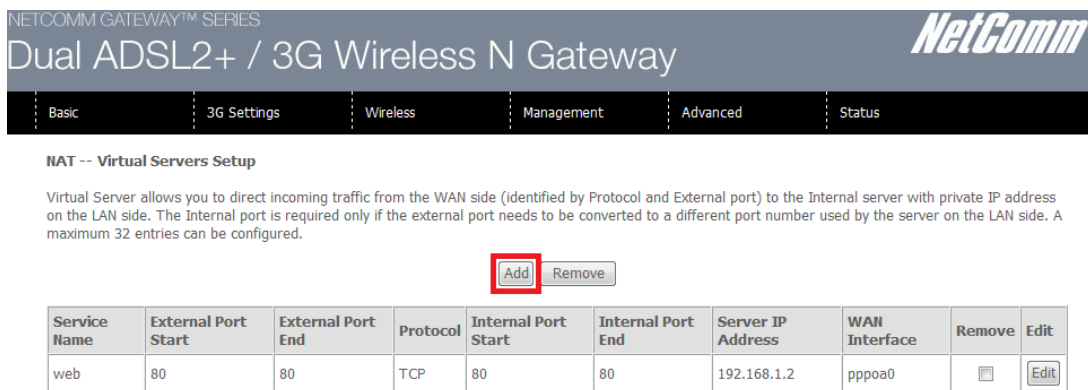 NETCOMM GATEWAY™ SERIES
Dual ADSL2+ / 3G Wireless N Gateway
NetComm
Basic 3G Settings Wireless Management Advanced Status
NAT -- Virtual Servers Setup
Virtual Server allows you to direct incoming traffic from the WAN side (identified by Protocol and External port) to the Internal server with private IP address
on the LAN side. The Internal port is required only if the external port needs to be converted to a different port number used by the server on the LAN side. A
maximum 32 entries can be configured.
Add Remove
Service Name External Port Start External Port End Protocol Internal Port Start Internal Port End Server IP Address WAN Interface Remove Edit
web 80 80 TCP 80 80 192.168.1.2 pppoa0 Edit